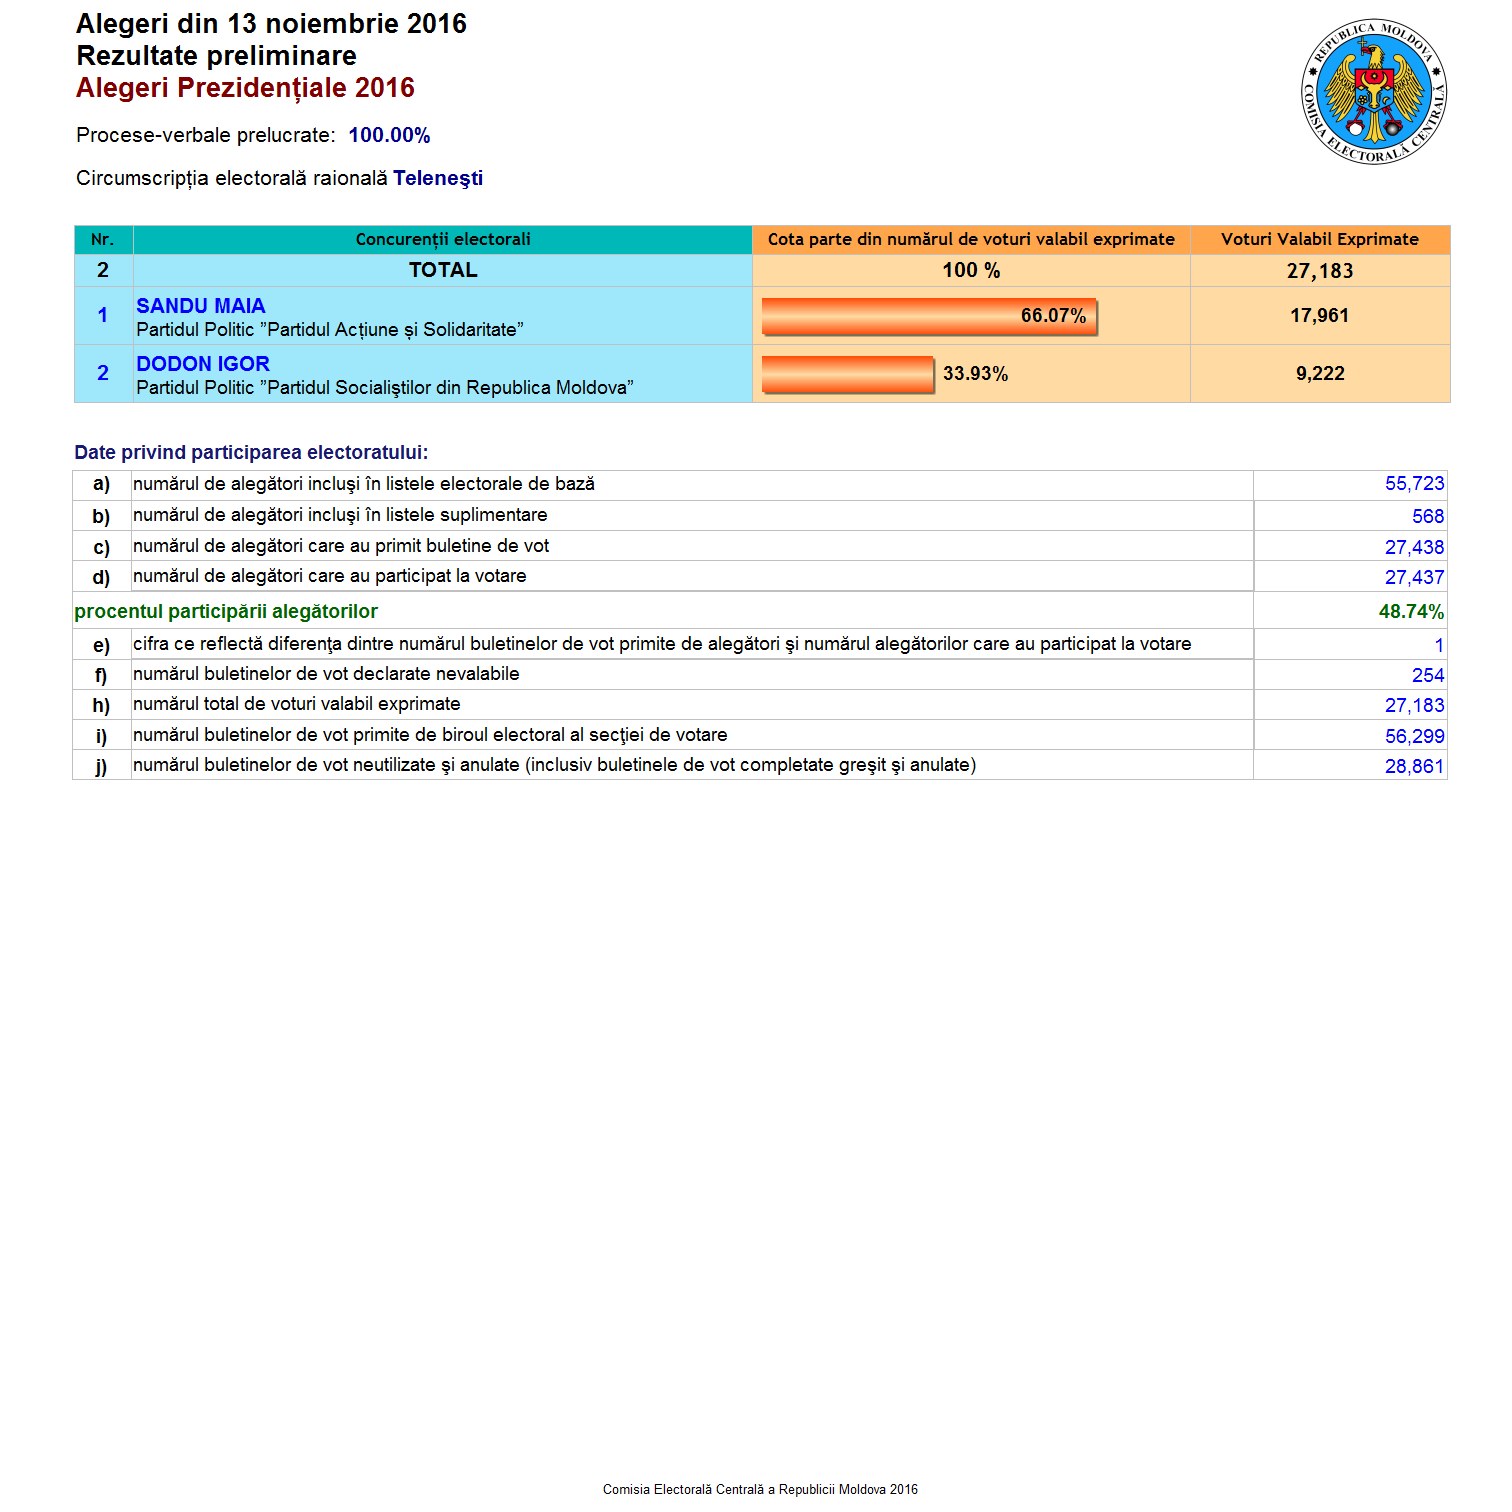 Alegeri din 13 noiembrie 2016
Rezultate preliminare
Alegeri Prezidențiale 2016
Procese-verbale prelucrate: 100.00%
Circumscripția electorală raională Teleneşti
REPUBLICA MOLDOVA
COMISIA ELECTORALĂ CENTRALĂ
Nr. Concurenții electorali Cota parte din numărul de voturi valabil exprimate Voturi Valabil Exprimate
2 TOTAL 100 % 27,183
1 SANDU MAIA 66.07% 17,961
Partidul Politic ”Partidul Acțiune și Solidaritate”
2 DODON IGOR 33.93% 9,222
Partidul Politic ”Partidul Socialiştilor din Republica Moldova”
Date privind participarea electoratului:
a) numărul de alegători incluşi în listele electorale de bază 55,723
b) numărul de alegători incluşi în listele suplimentare 568
c) numărul de alegători care au primit buletine de vot 27,438
d) numărul de alegători care au participat la votare 27,437
procentul participării alegătorilor 48.74%
e) cifra ce reflectă diferenţa dintre numărul buletinelor de vot primite de alegători şi numărul alegătorilor care au participat la votare 1
f) numărul buletinelor de vot declarate nevalabile 254
h) numărul total de voturi valabil exprimate 27,183
i) numărul buletinelor de vot primite de biroul electoral al secţiei de votare 56,299
j) numărul buletinelor de vot neutilizate şi anulate (inclusiv buletinele de vot completate greşit şi anulate) 28,861
Comisia Electorală Centrală a Republicii Moldova 2016